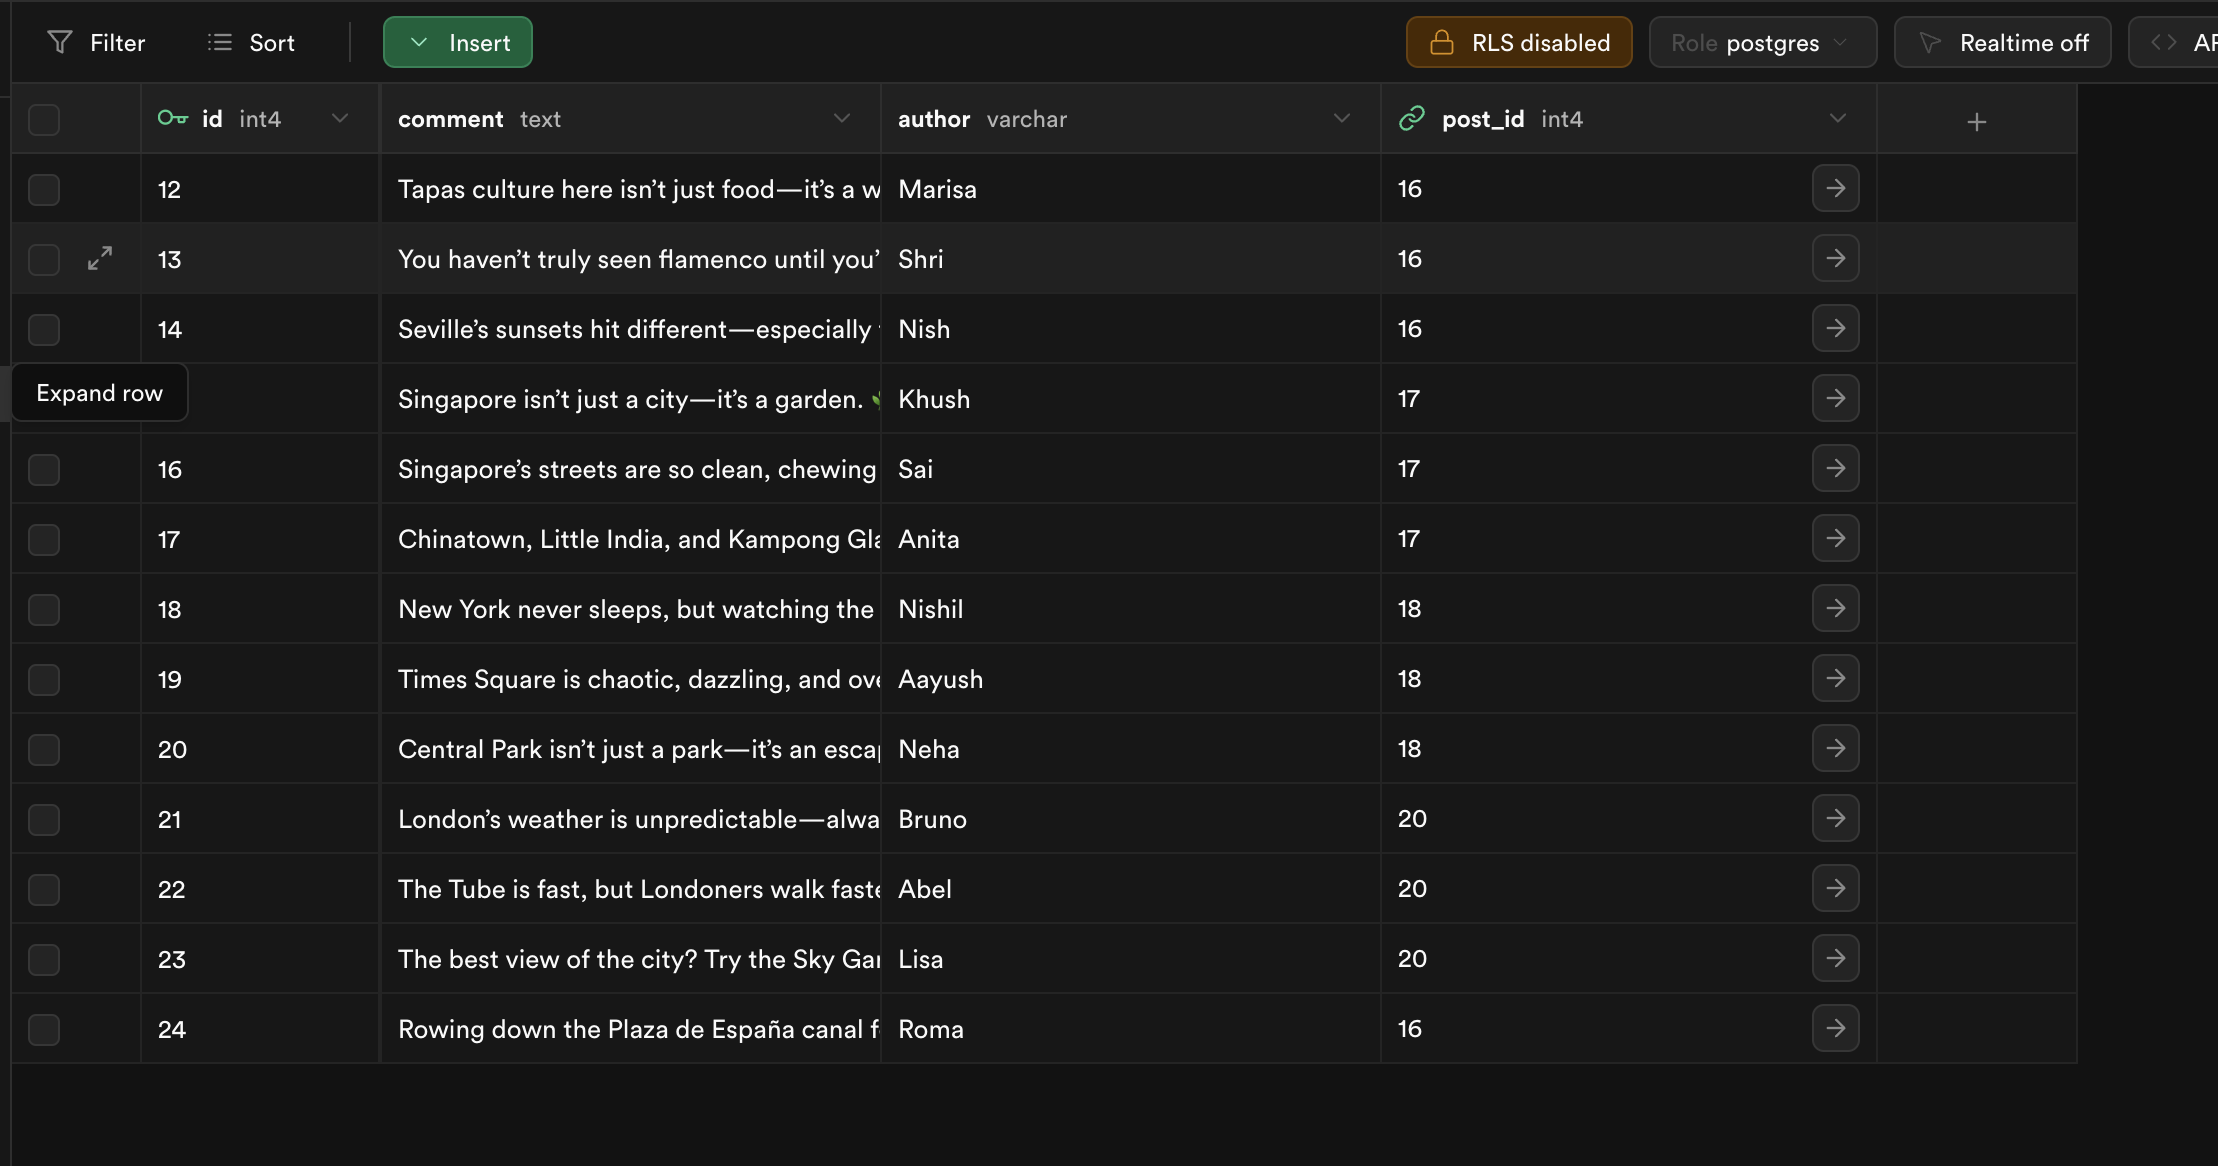 Filter Sort Insert RLS disabled Role postgres Realtime off
id int4 comment text author varchar post_id int4
12 Tapas culture here isn’t just food—it’s a Marisa 16
13 You haven’t truly seen flamenco until you’ Shri 16
14 Seville’s sunsets hit different—especially Nish 16
Expand row Singapore isn’t just a city—it’s a garden. Khush 17
16 Singapore’s streets are so clean, chewing Sai 17
17 Chinatown, Little India, and Kampong Anita 17
18 New York never sleeps, but watching the Nishil 18
19 Times Square is chaotic, dazzling, and Aayush 18
20 Central Park isn’t just a park—it’s an Neha 18
21 London’s weather is unpredictable— Bruno 20
22 The Tube is fast, but Londoners walk Abel 20
23 The best view of the city? Try the Sky Lisa 20
24 Rowing down the Plaza de España canal Roma 16